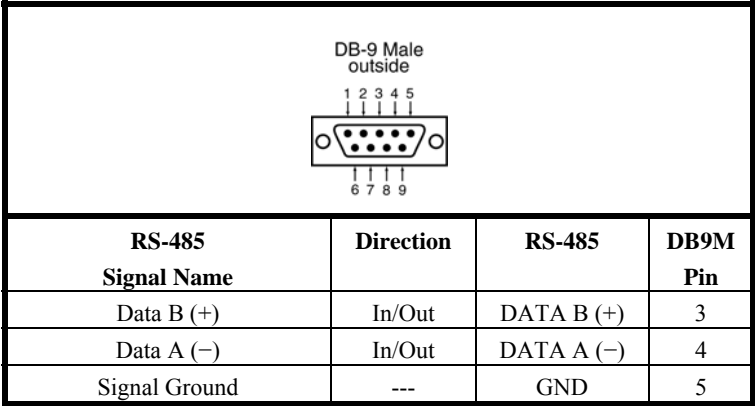 DB-9 Male
outside
1 2 3 4 5
6 7 8 9
RS-485 Signal Name Direction RS-485 DB9M Pin
Data B (+) In/Out DATA B (+) 3
Data A (−) In/Out DATA A (−) 4
Signal Ground --- GND 5